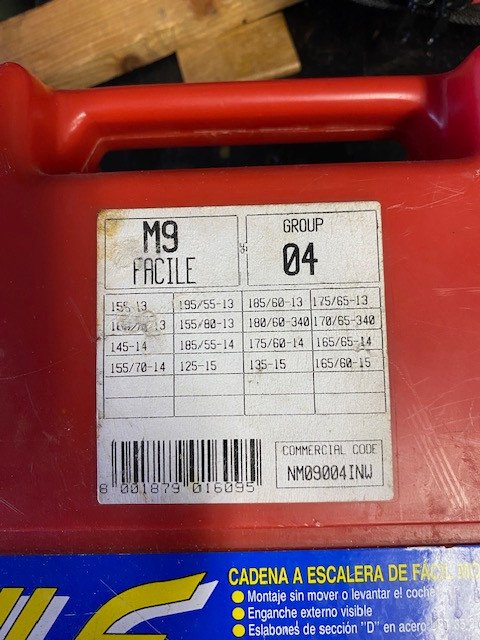 M9
FACILE
GROUP
04
155-13 195/55-13 185/60-13 175/65-13
155/80-13 180/60-340 170/65-340
145-14 185/55-14 175/60-14 165/65-14
155/70-14 125-15 135-15 165/60-15
8 001879 016095
COMMERCIAL CODE
NM09004INW
CADENA A ESCALERA DE FÁCIL
Montaje sin mover o levantar el coche
Enganche externo visible
Eslabones de sección "D" en acero